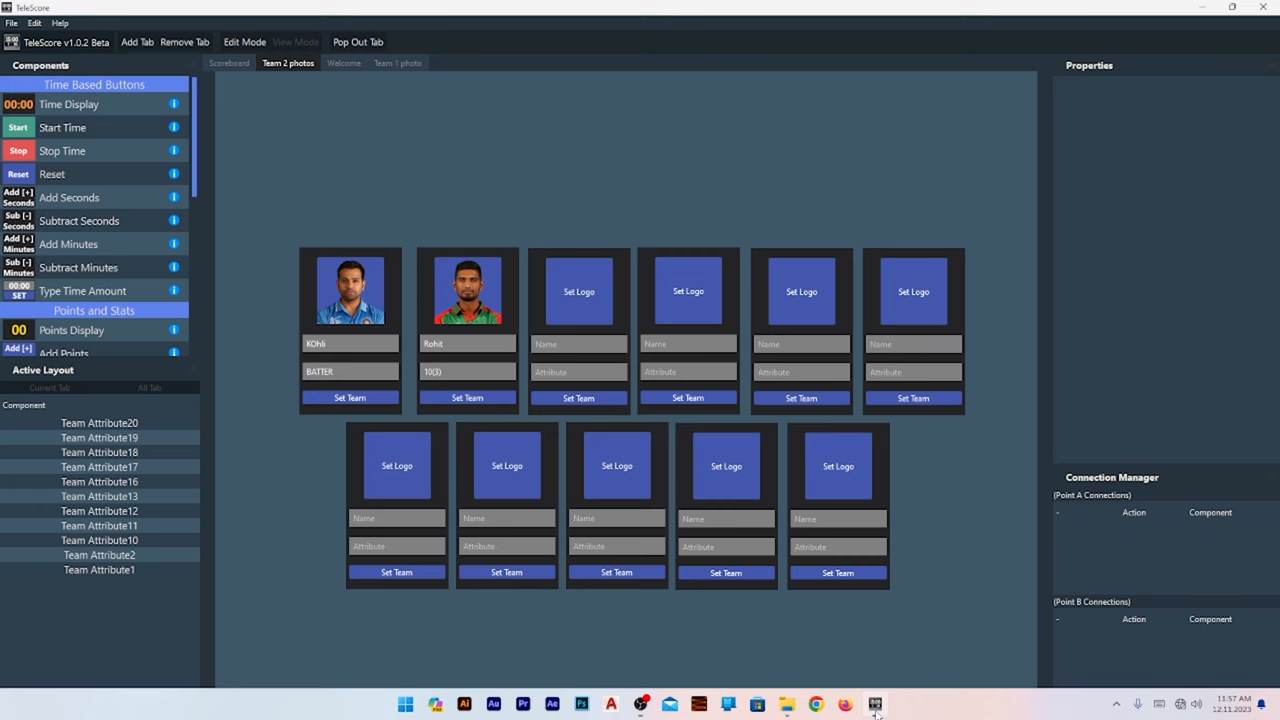 TeleScore
File Edit Help
TeleScore v1.0.2 Beta Add Tab Remove Tab Edit Mode View Mode Pop Out Tab
Components
Scoreboard Team 2 photos Welcome Team 1 photo
Properties
Time Based Buttons
00:00 Time Display
Start Start Time
Stop Stop Time
Reset Reset
Add [+] Seconds Add Seconds
Sub [-] Seconds Subtract Seconds
Add [+] Minutes Add Minutes
Sub [-] Minutes Subtract Minutes
00:00 SET Type Time Amount
Points and Stats
00 Points Display
Add [+] Add Points
Active Layout
Current Tab All Tab
Component
Team Attribute20
Team Attribute19
Team Attribute18
Team Attribute17
Team Attribute16
Team Attribute13
Team Attribute12
Team Attribute11
Team Attribute10
Team Attribute2
Team Attribute1
Set Logo Set Logo Set Logo Set Logo
KOhli Rohit Name Name Name Name
BATTER 10(3) Attribute Attribute Attribute Attribute
Set Team Set Team Set Team Set Team Set Team Set Team
Set Logo Set Logo Set Logo Set Logo Set Logo
Name Name Name Name Name
Attribute Attribute Attribute Attribute Attribute
Set Team Set Team Set Team Set Team Set Team
Connection Manager
(Point A Connections)
- Action Component
(Point B Connections)
- Action Component
Ai Au Pr Ae Ps A
11:57 AM
12.11.2023